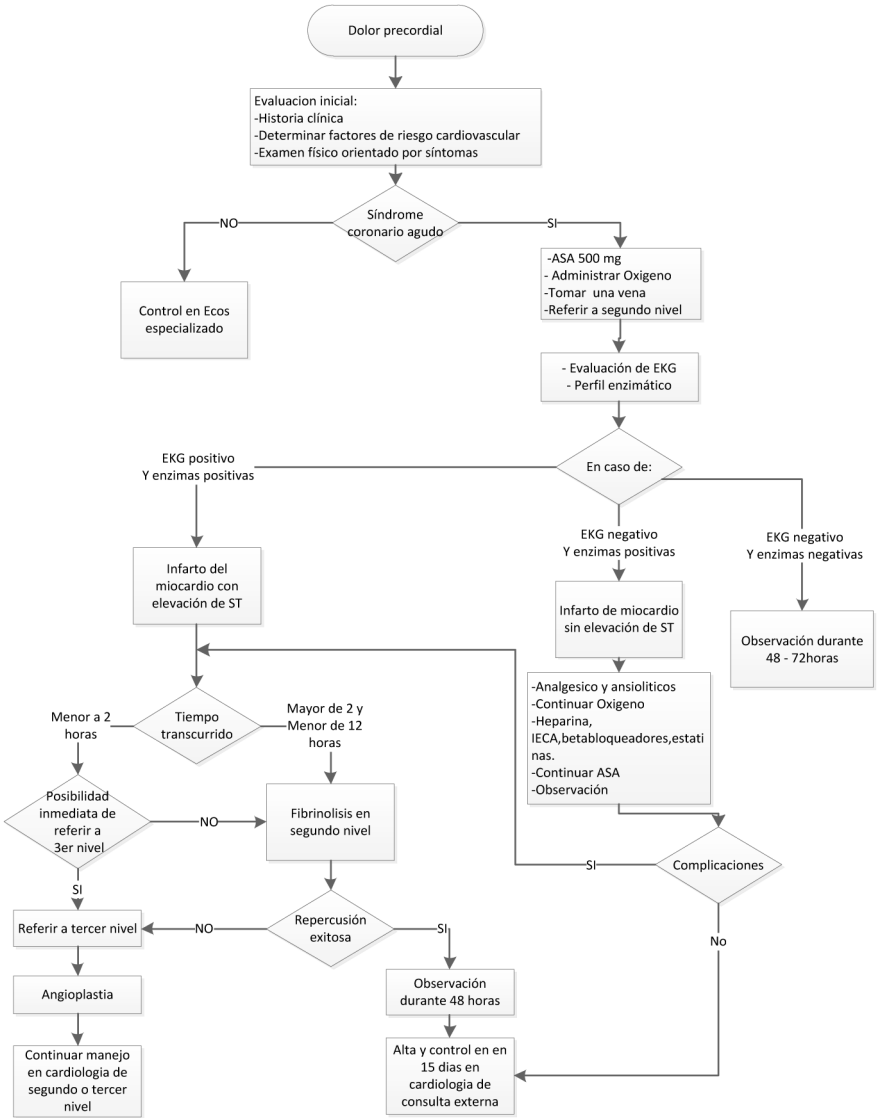 Dolor precordial
Evaluacion inicial:
-Historia clínica
-Determinar factores de riesgo cardiovascular
-Examen físico orientado por síntomas
Síndrome
coronario agudo
NO
SI
Control en Ecos
especializado
-ASA 500 mg
- Administrar Oxigeno
-Tomar una vena
-Referir a segundo nivel
- Evaluación de EKG
- Perfil enzimático
En caso de:
EKG positivo
Y enzimas positivas
EKG negativo
Y enzimas positivas
EKG negativo
Y enzimas negativas
Infarto del
miocardio con
elevación de ST
Infarto de miocardio
sin elevación de ST
Observación durante
48 - 72horas
-Analgesico y ansioliticos
-Continuar Oxigeno
-Heparina,
IECA,betabloqueadores,estati
nas.
-Continuar ASA
-Observación
Tiempo
transcurrido
Menor a 2
horas
Mayor de 2 y
Menor de 12
horas
Posibilidad
inmediata de
referir a
3er nivel
NO
SI
Fibrinolisis en
segundo nivel
Complicaciones
SI
No
Repercusión
exitosa
NO
SI
Referir a tercer nivel
Angioplastia
Continuar manejo
en cardiologia de
segundo o tercer
nivel
Observación
durante 48 horas
Alta y control en en
15 dias en
cardiologia de
consulta externa